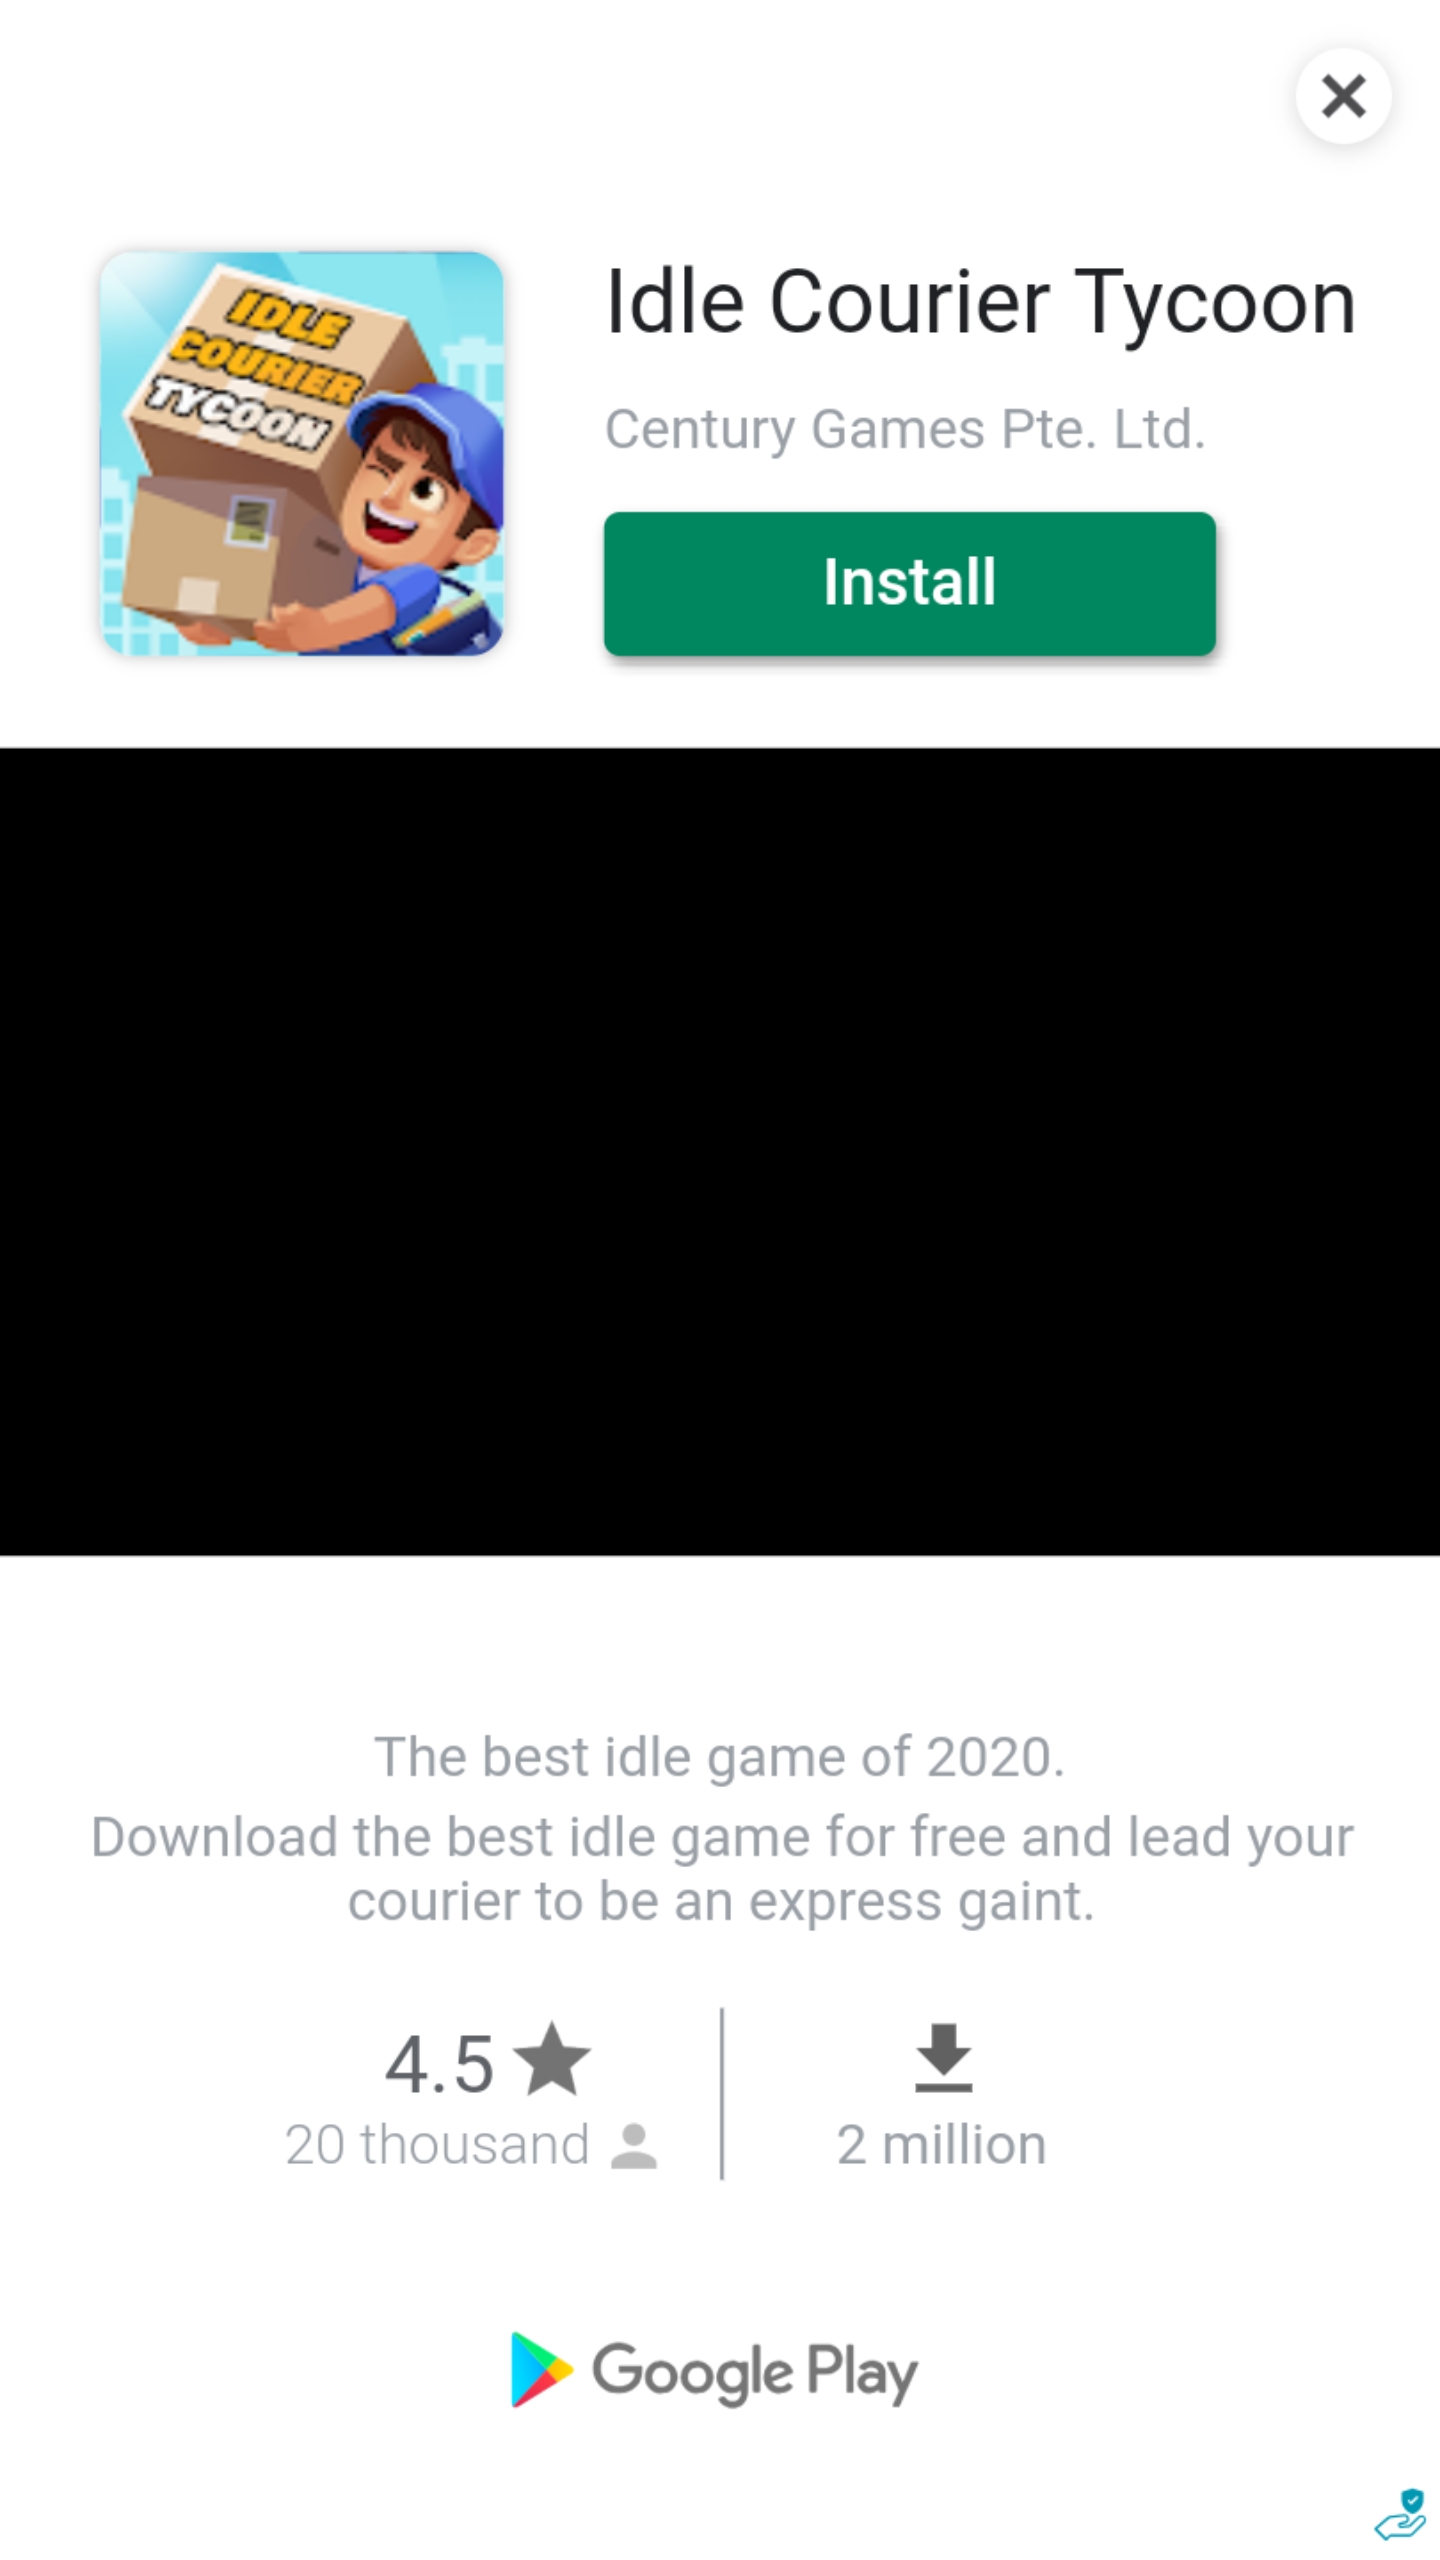 IDLE
COURIER
TYCOON
Idle Courier Tycoon
Century Games Pte. Ltd.
Install
The best idle game of 2020.
Download the best idle game for free and lead your
courier to be an express gaint.
4.5
20 thousand
2 million
Google Play